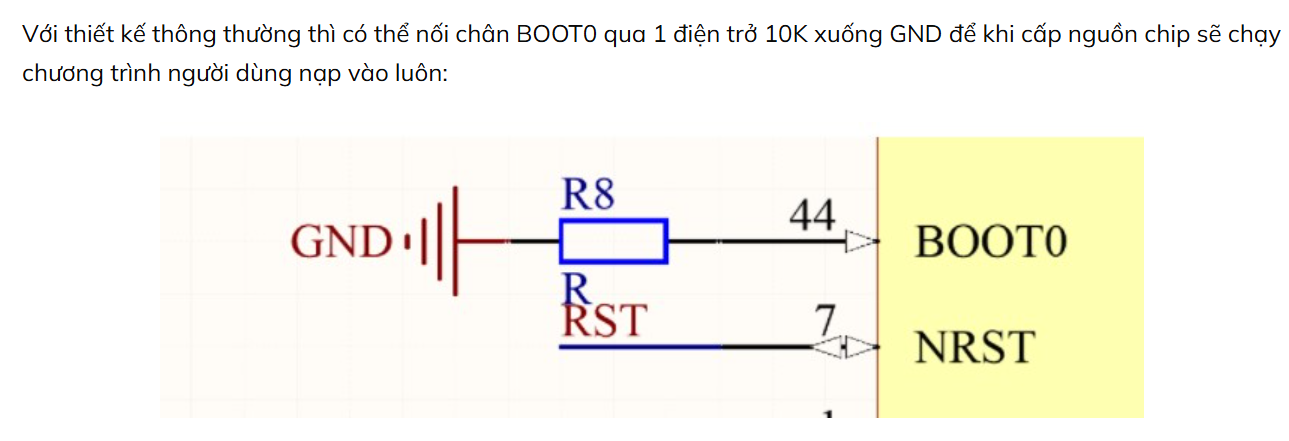 Với thiết kế thông thường thì có thể nối chân BOOT0 qua 1 điện trở 10K xuống GND để khi cấp nguồn chip sẽ chạy
chương trình người dùng nạp vào luôn:
R8
44
GND
BOOT0
R
RST
7
NRST